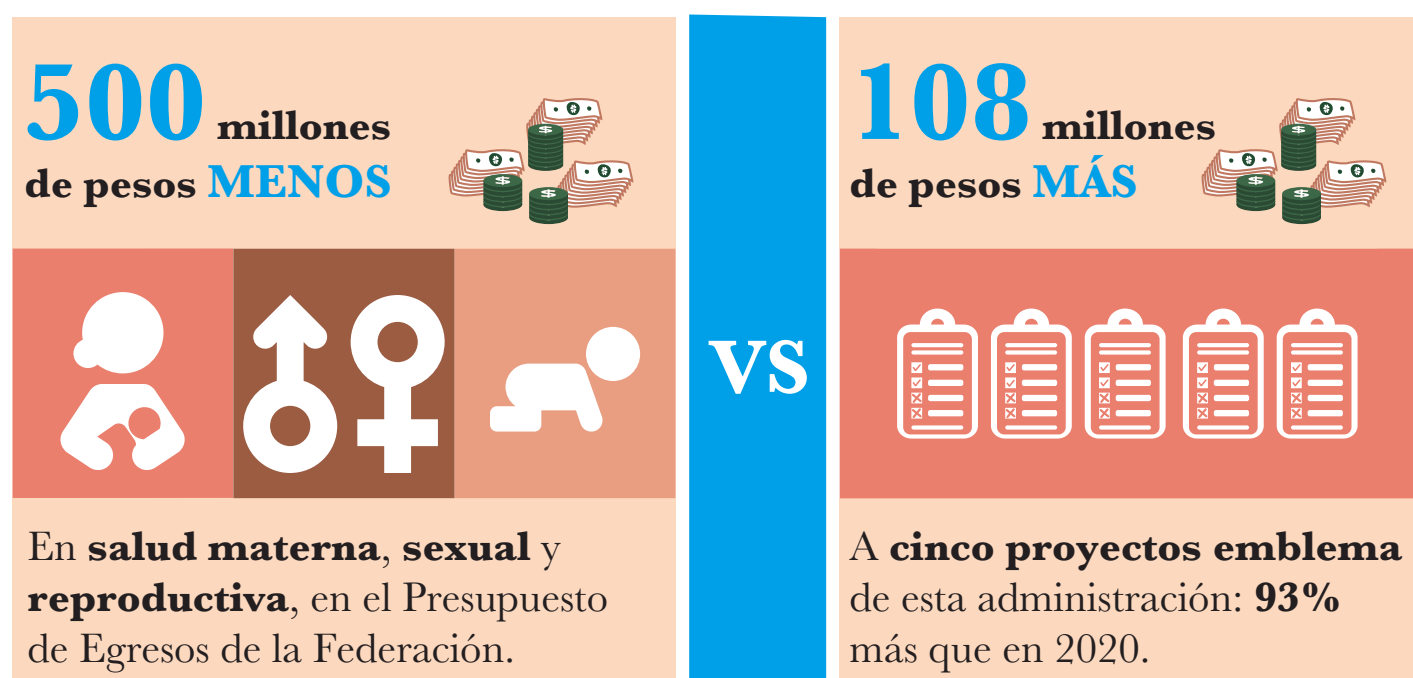 500 millones
de pesos MENOS
En salud materna, sexual y
reproductiva, en el Presupuesto
de Egresos de la Federación.
VS
108 millones
de pesos MÁS
A cinco proyectos emblema
de esta administración: 93%
más que en 2020.